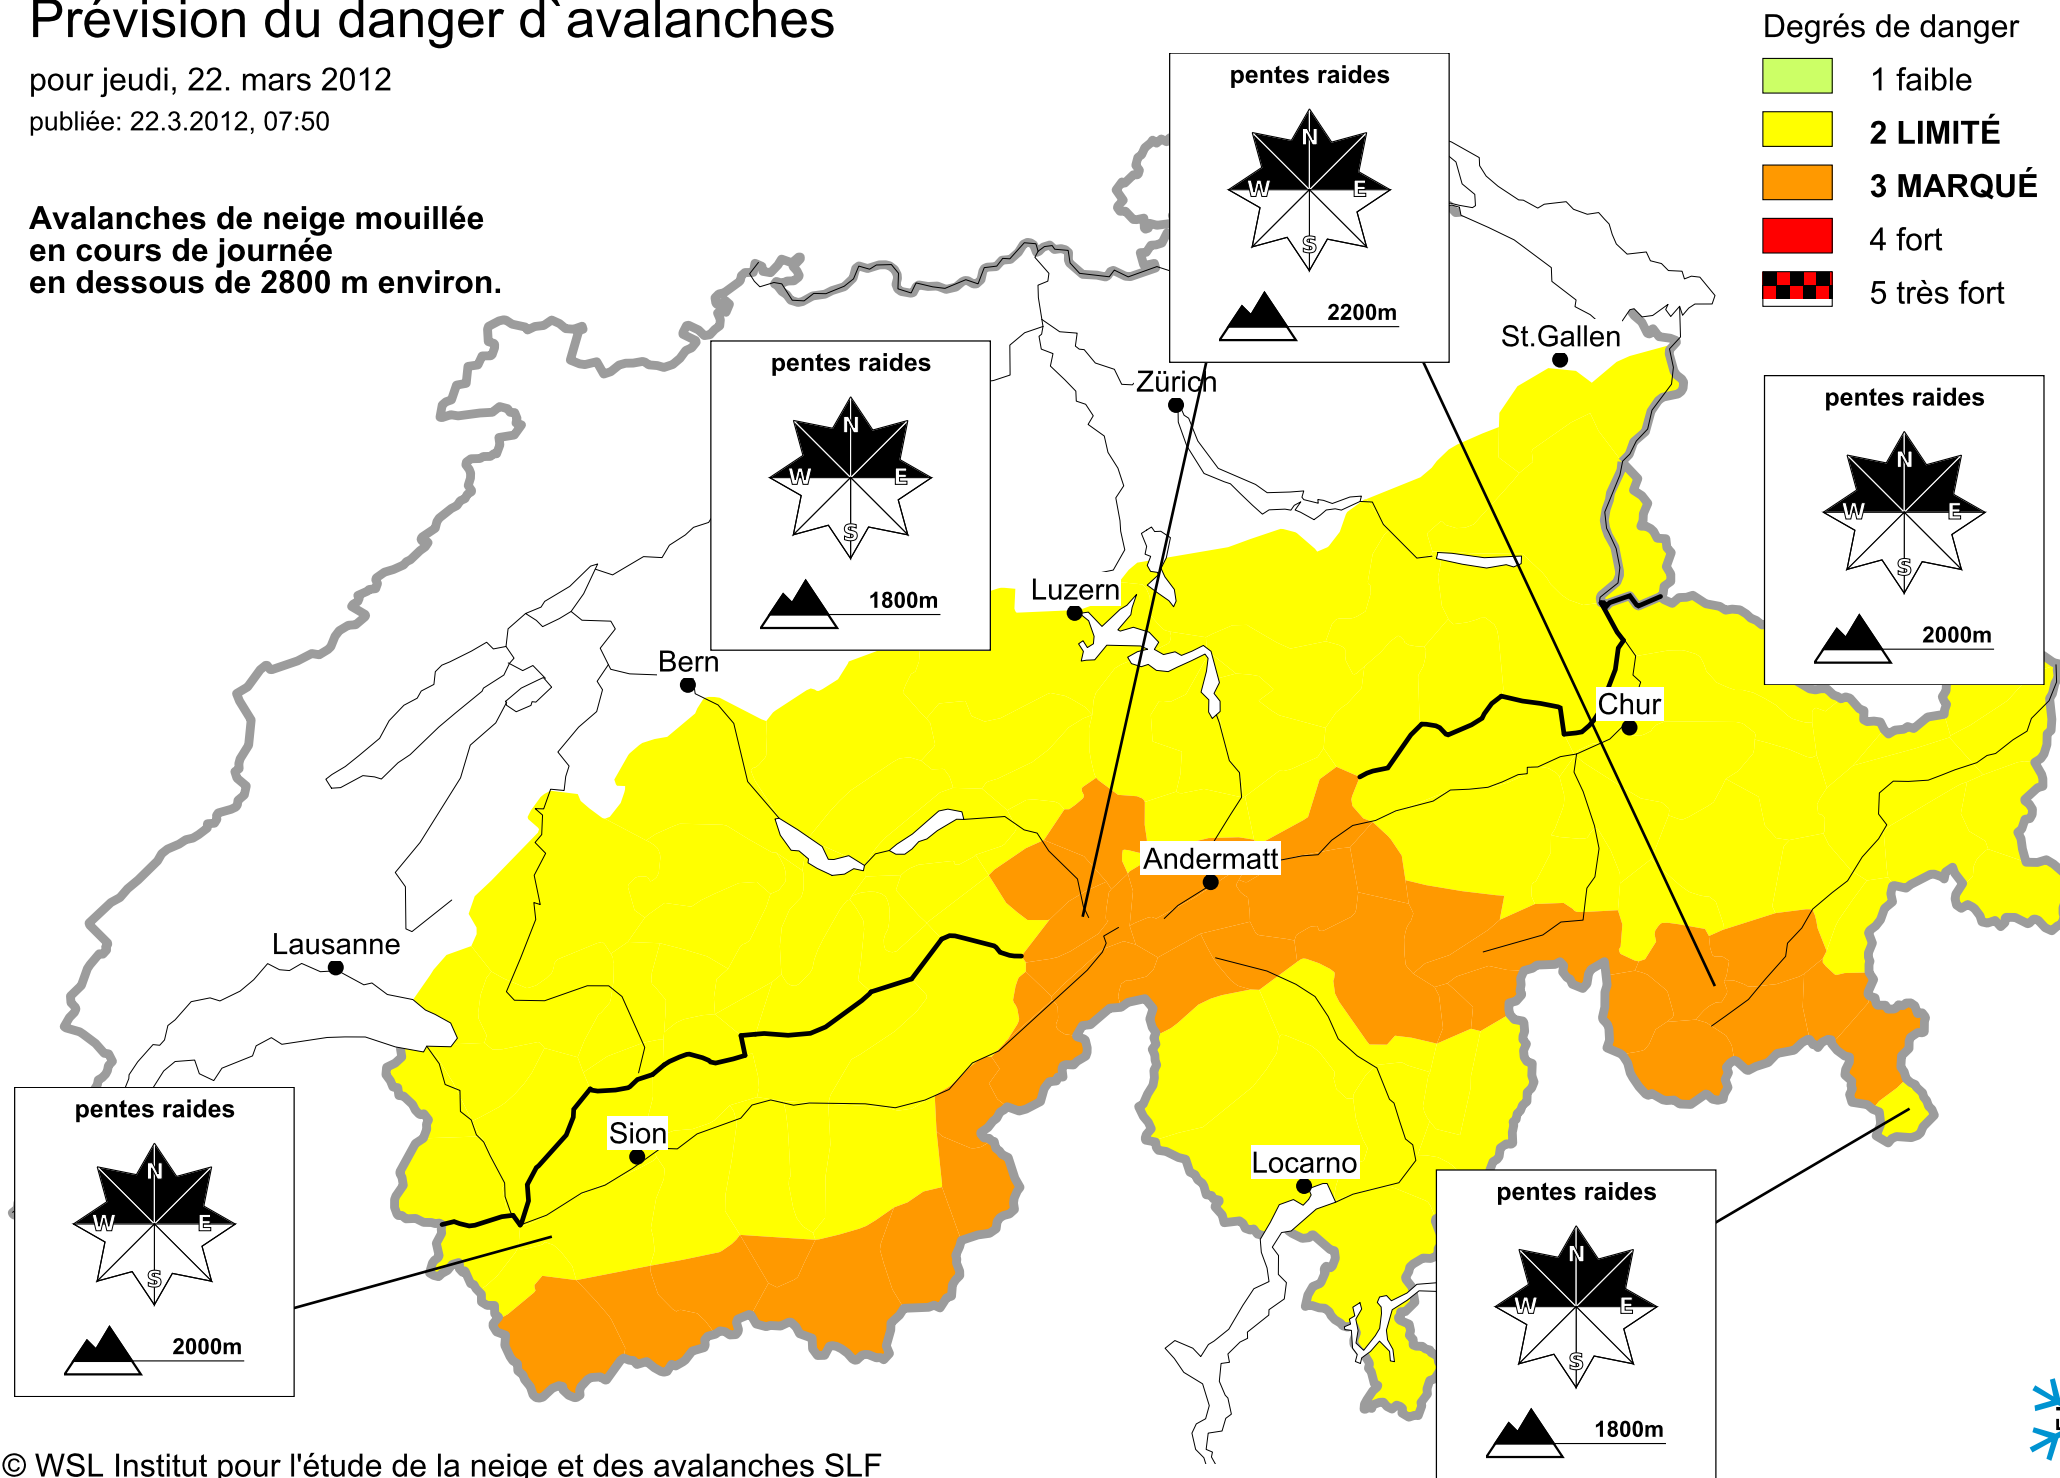 Prévision du danger d`avalanches
pour jeudi, 22. mars 2012
publiée: 22.3.2012, 07:50
Avalanches de neige mouillée
en cours de journée
en dessous de 2800 m environ.
Degrés de danger
1 faible
2 LIMITÉ
3 MARQUÉ
4 fort
5 très fort
pentes raides
N
W E
S
2200m
pentes raides
N
W E
S
1800m
pentes raides
N
W E
S
2000m
St.Gallen
Zürich
Luzern
Bern
Chur
Andermatt
Lausanne
Sion
Locarno
pentes raides
N
W E
S
2000m
pentes raides
N
W E
S
1800m
© WSL Institut pour l'étude de la neige et des avalanches SLF